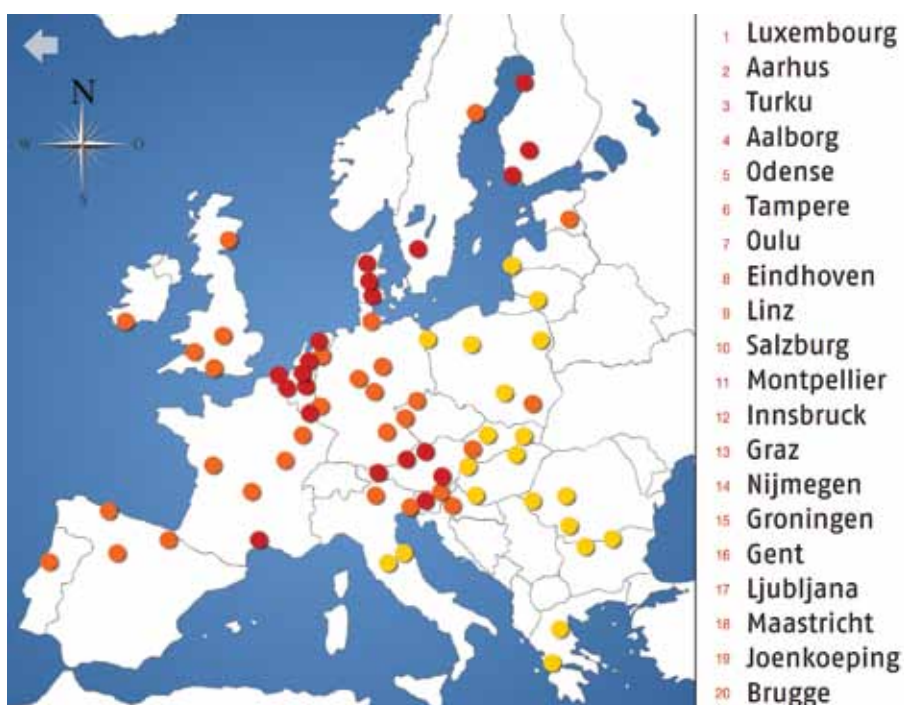 N
W
O
S
1 Luxembourg
2 Aarhus
3 Turku
4 Aalborg
5 Odense
6 Tampere
7 Oulu
8 Eindhoven
9 Linz
10 Salzburg
11 Montpellier
12 Innsbruck
13 Graz
14 Nijmegen
15 Groningen
16 Gent
17 Ljubljana
18 Maastricht
19 Joenkoeping
20 Brugge